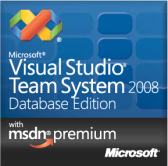 Microsoft®
Visual Studio®
Team System 2008
Database Edition
with
msdn® premium
Microsoft®